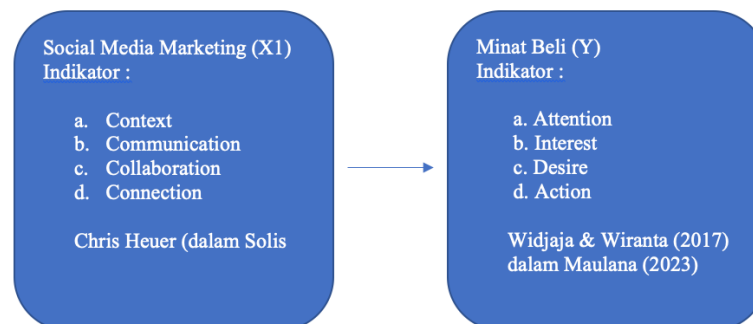 Social Media Marketing (X1)
Indikator :
a. Context
b. Communication
c. Collaboration
d. Connection
Chris Heuer (dalam Solis
Minat Beli (Y)
Indikator :
a. Attention
b. Interest
c. Desire
d. Action
Widjaja & Wiranta (2017)
dalam Maulana (2023)